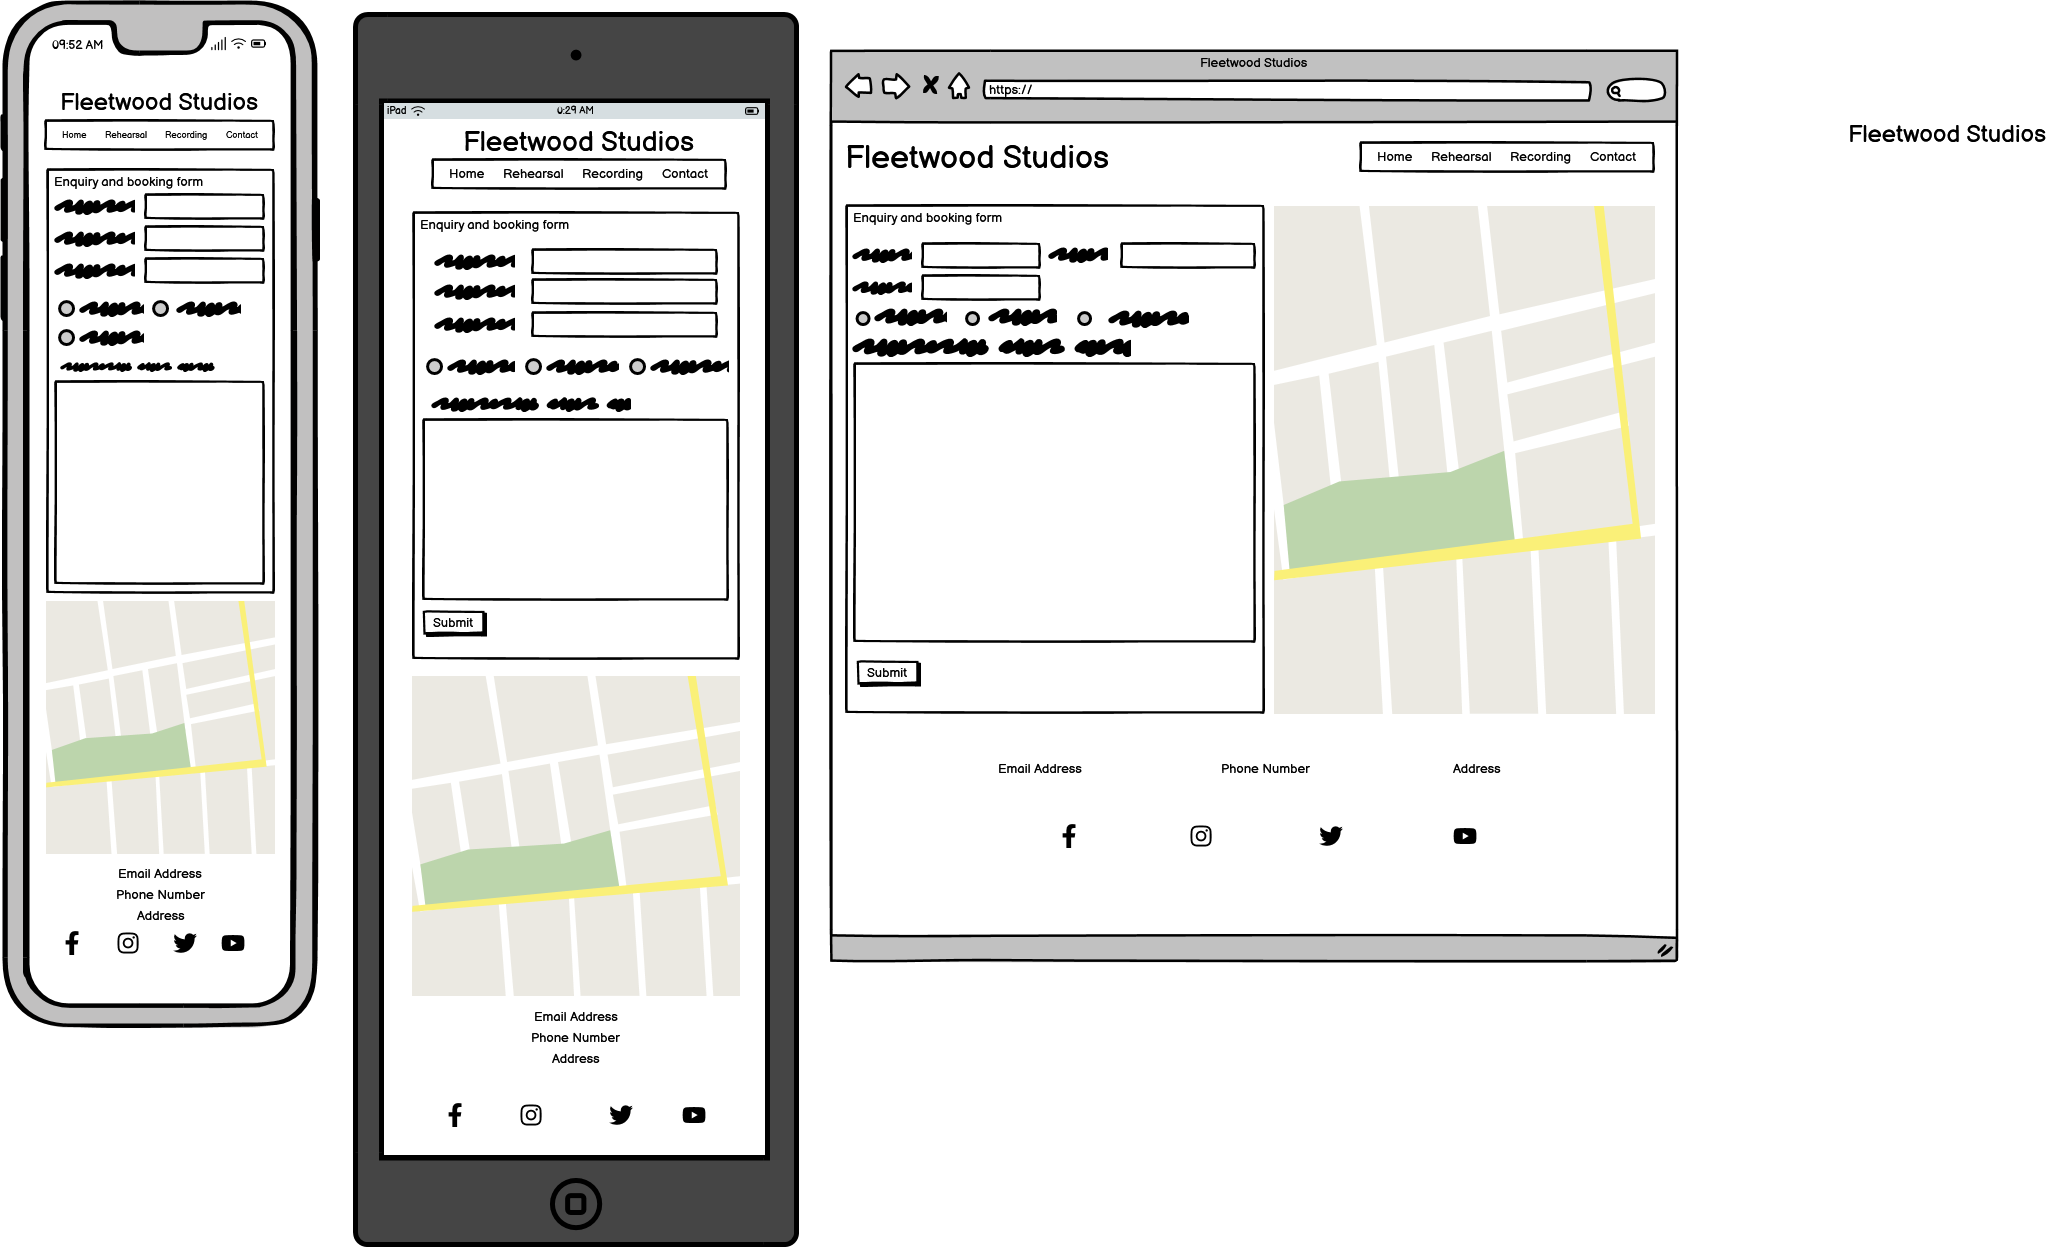 09:52 AM
Fleetwood Studios
Home Rehearsal Recording Contact
Enquiry and booking form
Email Address
Phone Number
Address
iPad 0:29 AM
Fleetwood Studios
Home Rehearsal Recording Contact
Enquiry and booking form
Submit
Email Address
Phone Number
Address
Fleetwood Studios
https://
Fleetwood Studios
Home Rehearsal Recording Contact
Enquiry and booking form
Submit
Email Address Phone Number Address
Fleetwood Studios